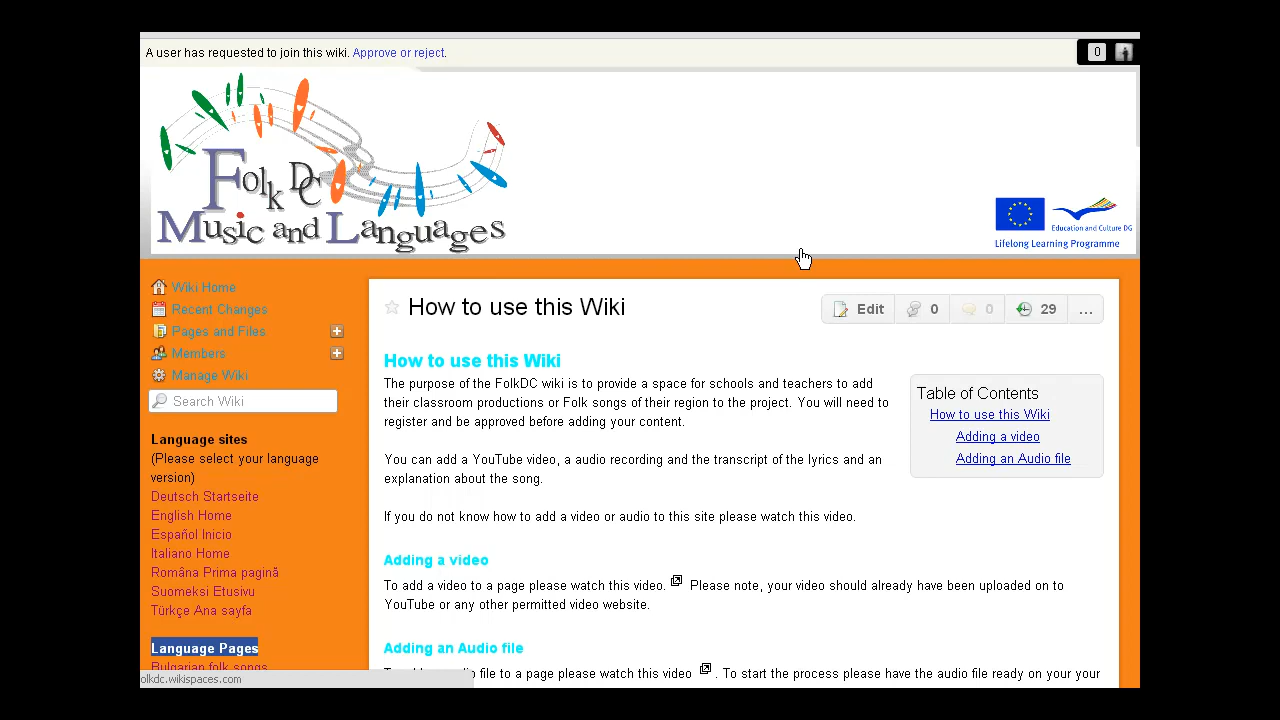 A user has requested to join this wiki. Approve or reject.
0
Folk DC
Music and Languages
Education and Culture DG
Lifelong Learning Programme
Wiki Home
Recent Changes
Pages and Files
Members
Manage Wiki
Search Wiki
Language sites
(Please select your language
version)
Deutsch Startseite
English Home
Español Inicio
Italiano Home
Româna Prima pagină
Suomeksi Etusivu
Türkçe Ana sayfa
Language Pages
Bulgarian folk songs
olkdc.wikispaces.com
How to use this Wiki
Edit
0
0
29
...
How to use this Wiki
The purpose of the FolkDC wiki is to provide a space for schools and teachers to add
their classroom productions or Folk songs of their region to the project. You will need to
register and be approved before adding your content.
You can add a YouTube video, a audio recording and the transcript of the lyrics and an
explanation about the song.
If you do not know how to add a video or audio to this site please watch this video.
Table of Contents
How to use this Wiki
Adding a video
Adding an Audio file
Adding a video
To add a video to a page please watch this video. Please note, your video should already have been uploaded on to
YouTube or any other permitted video website.
Adding an Audio file
file to a page please watch this video . To start the process please have the audio file ready on your your